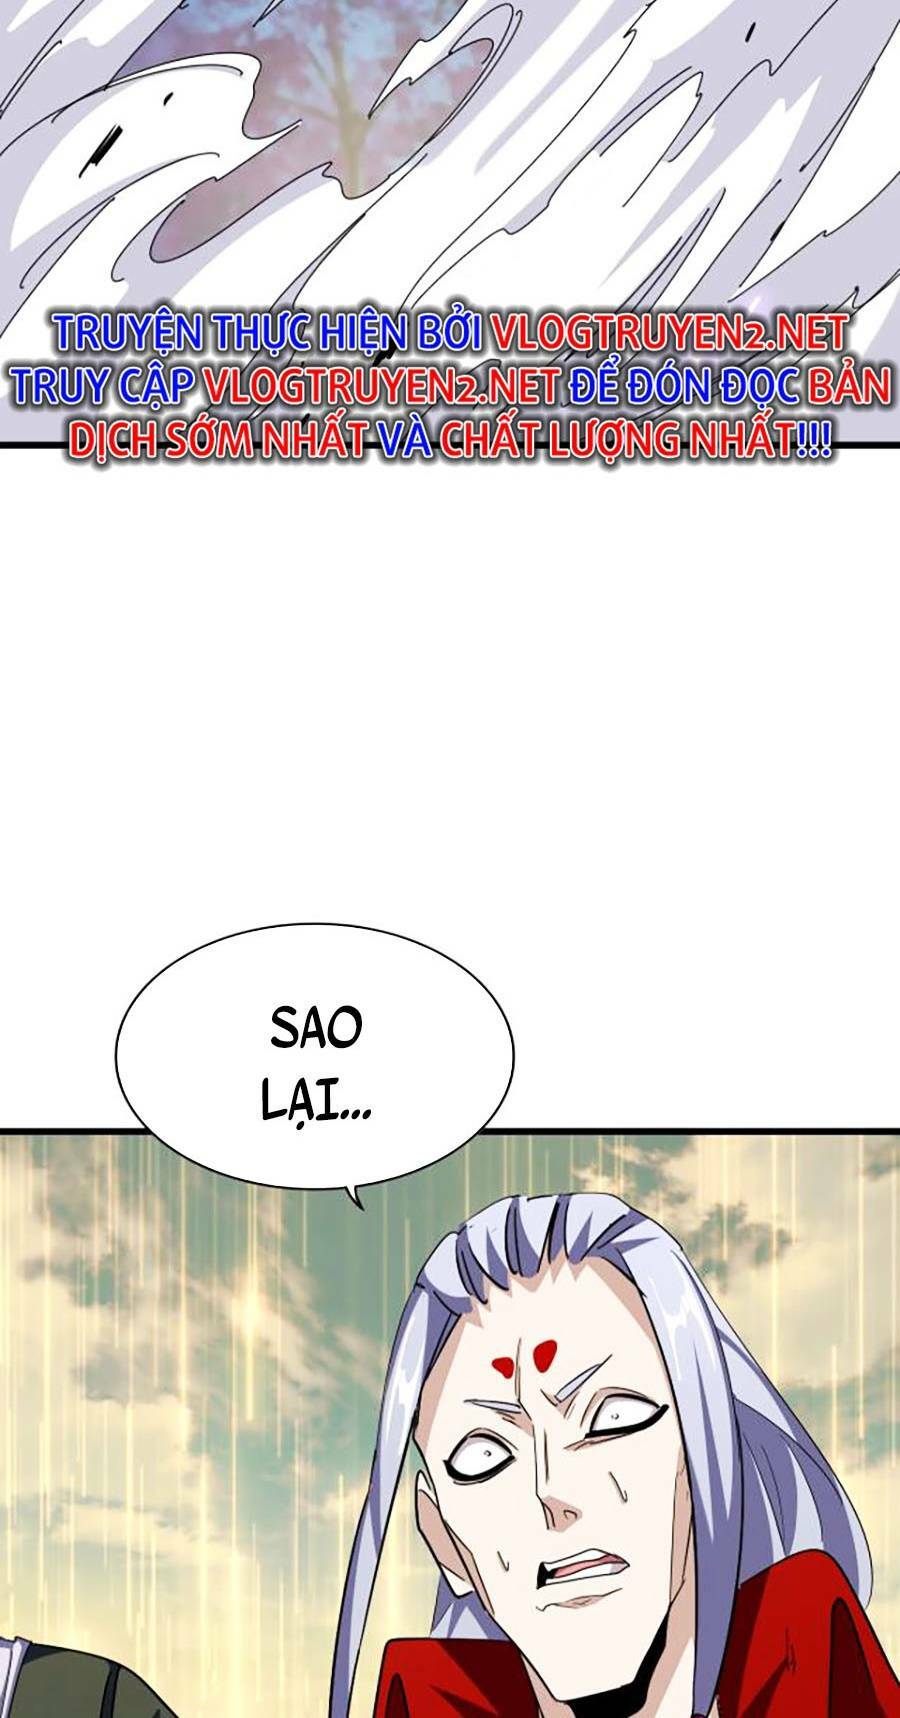 TRUYỆN THỰC HIỆN BỞI VLOGTRUYEN2.NET
TRUY CẬP VLOGTRUYEN2.NET ĐỂ ĐÓN ĐỌC BẢN
DỊCH SỚM NHẤT VÀ CHẤT LƯỢNG NHẤT!!!
SAO
LẠI...